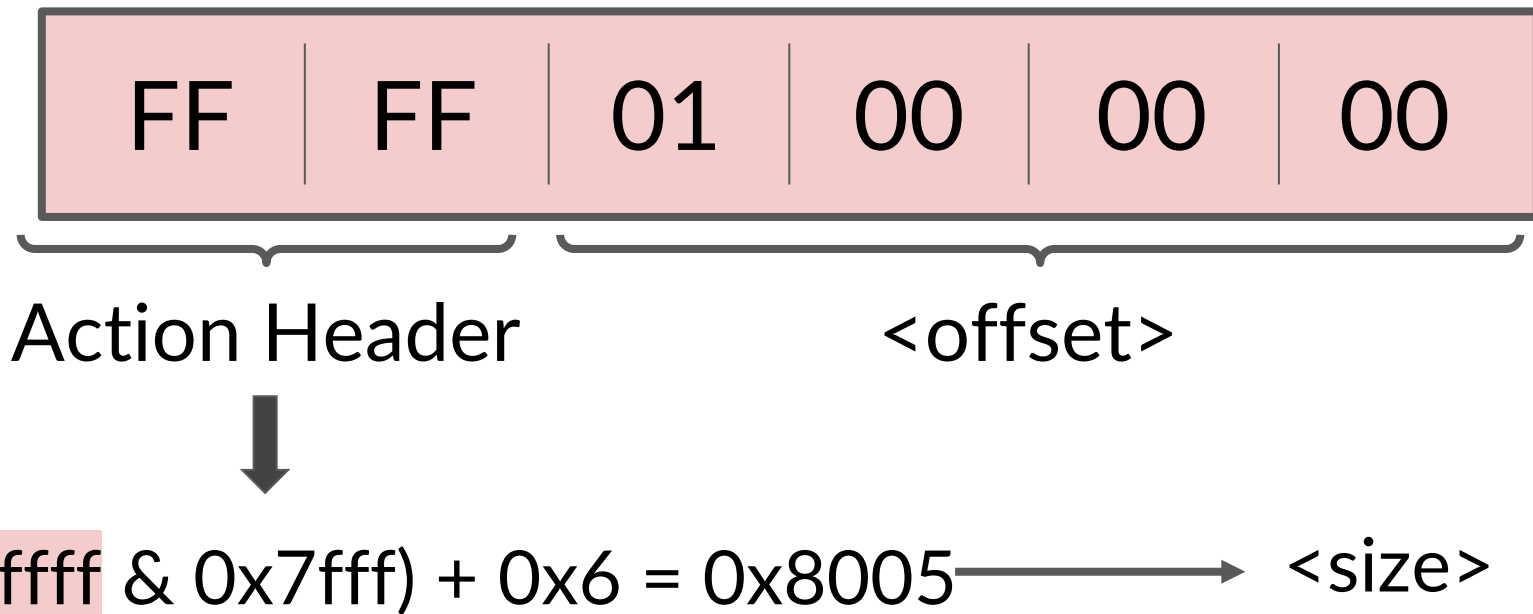 FF FF 01 00 00 00
Action Header <offset>
ffff & 0x7fff) + 0x6 = 0x8005 <size>